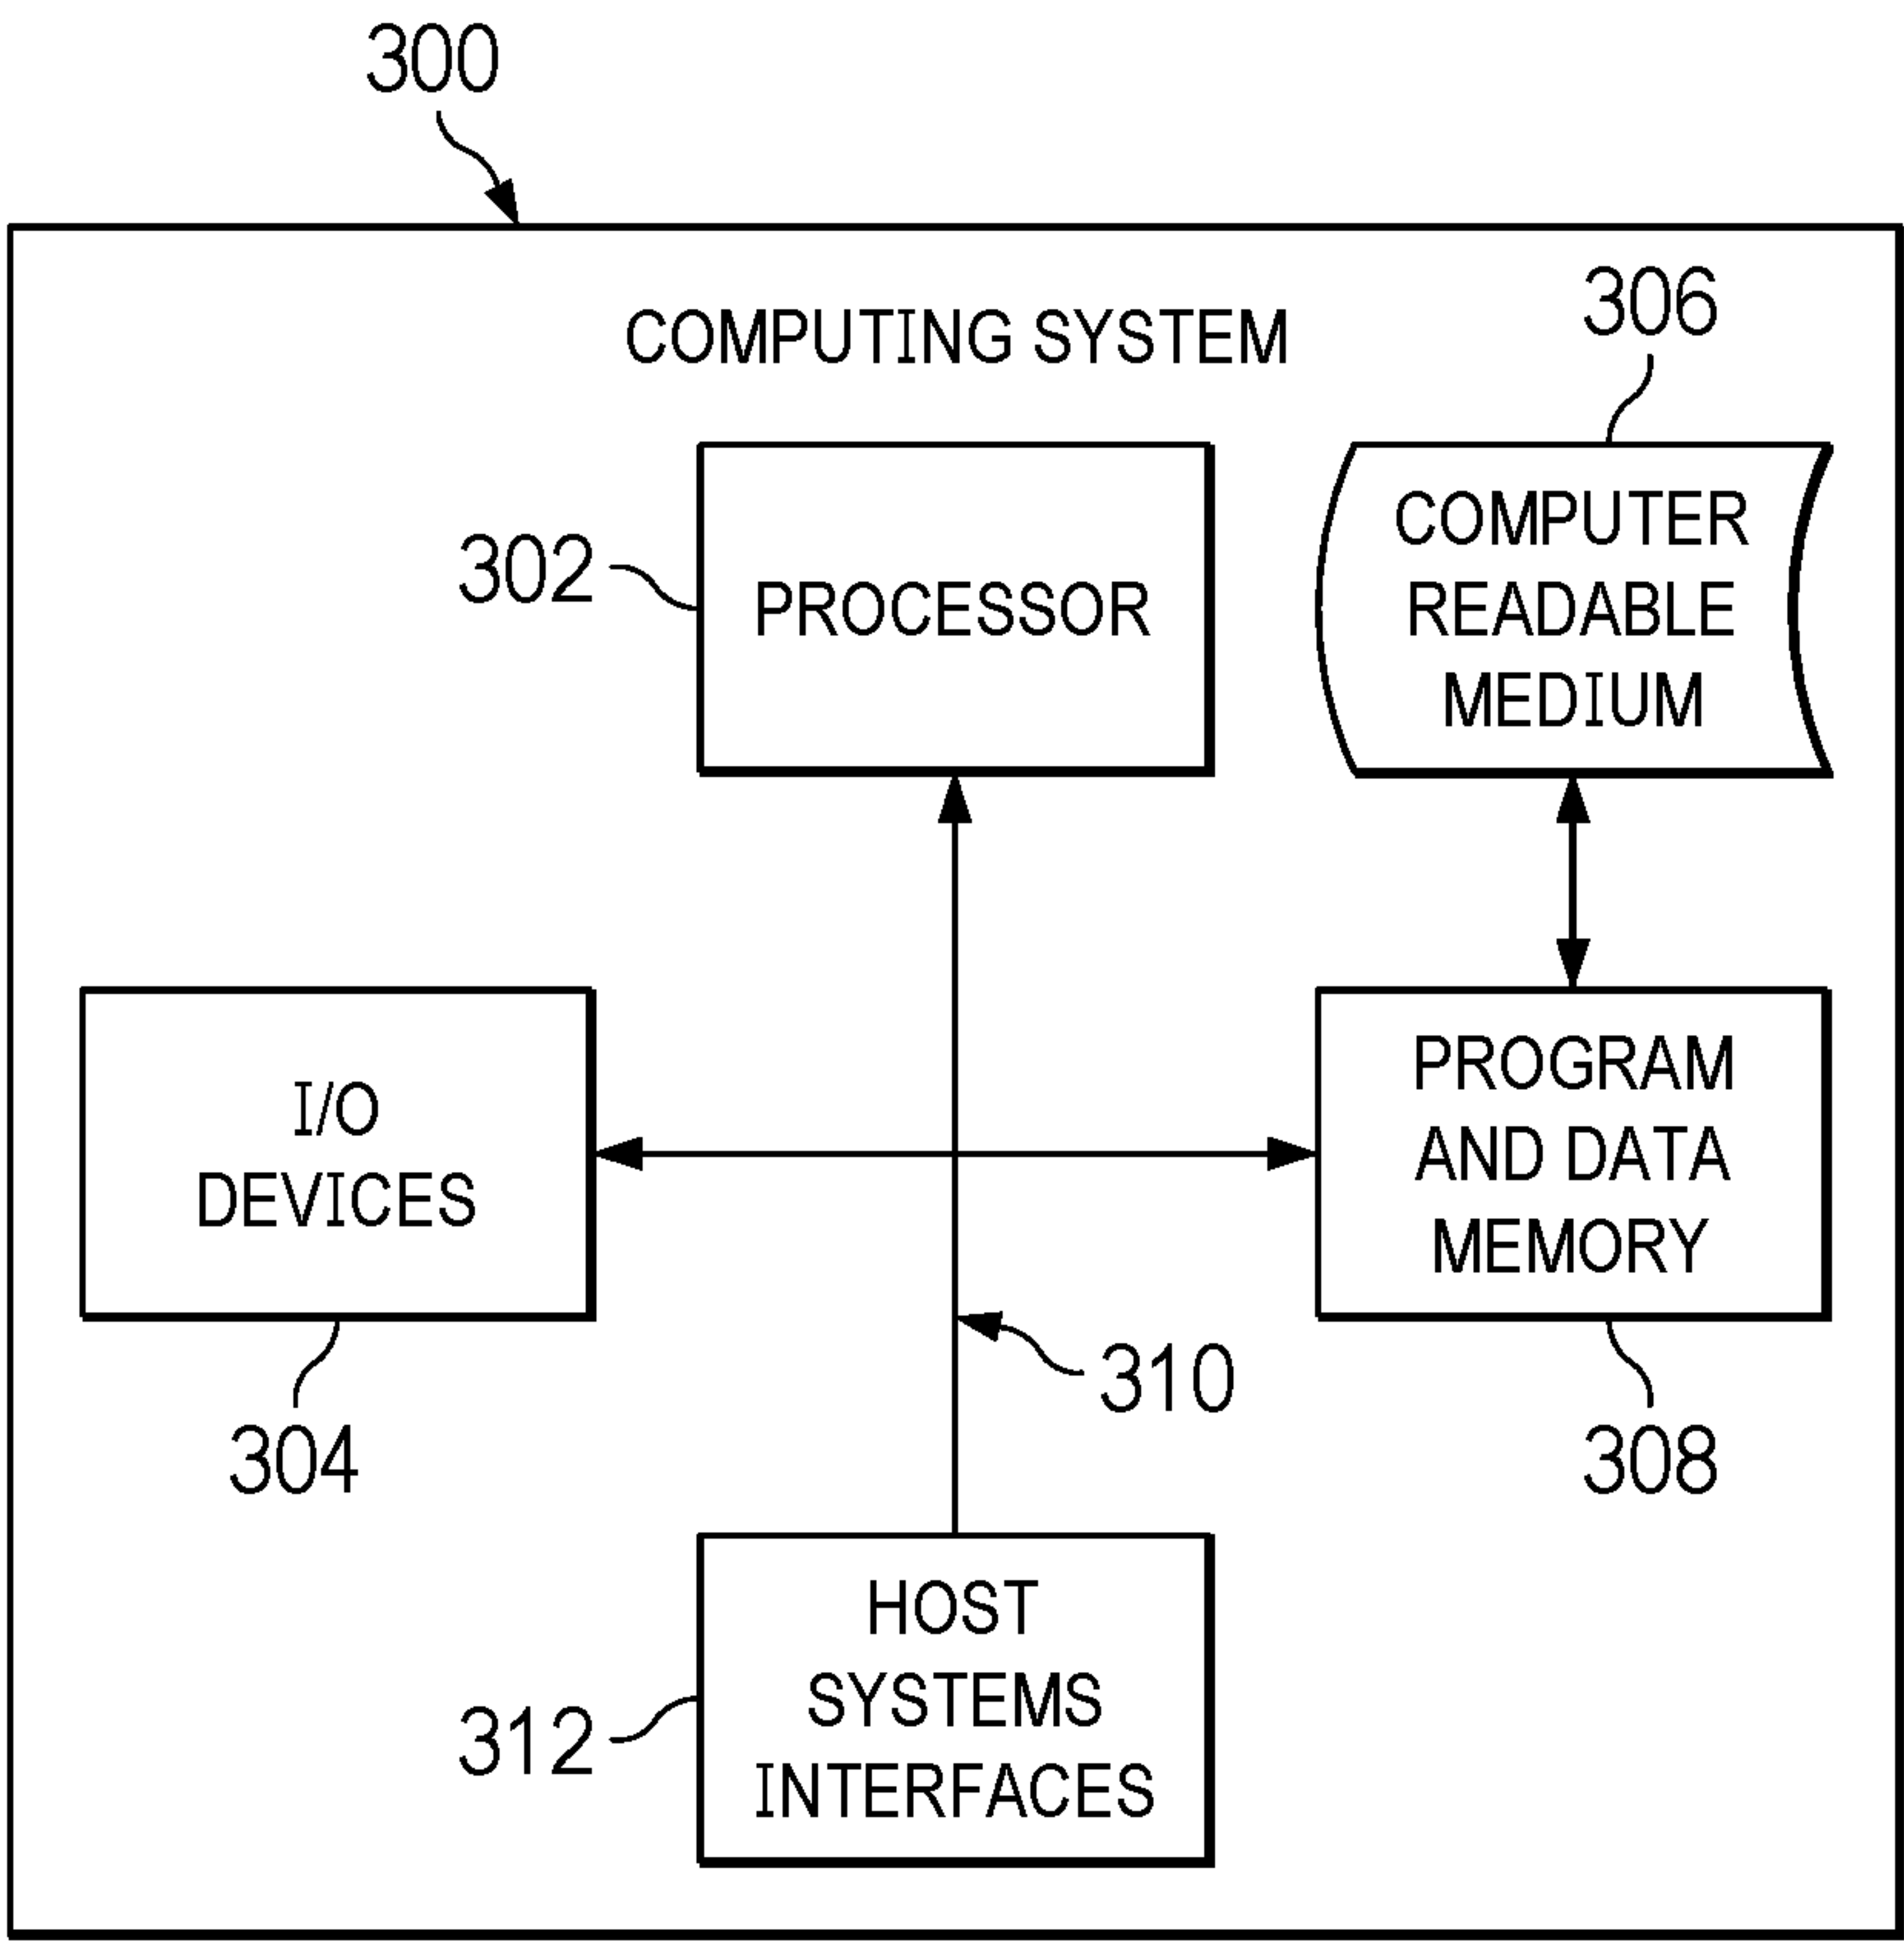 300
COMPUTING SYSTEM
306
302
PROCESSOR
COMPUTER
READABLE
MEDIUM
I/O
DEVICES
304
PROGRAM
AND DATA
MEMORY
308
310
312
HOST
SYSTEMS
INTERFACES